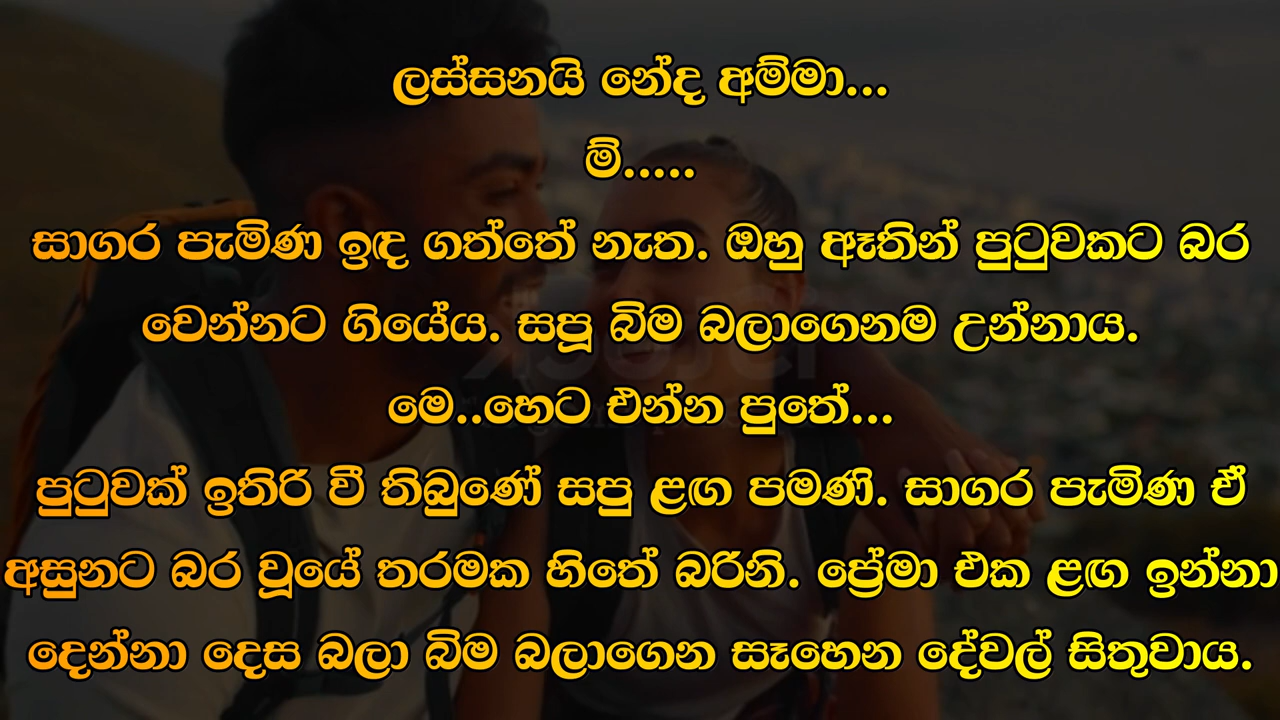 ලස්සනයි නේද අම්මා...
ම්.....
සාගර පැමිණ ඉඳ ගත්තේ නැත. ඔහු ඈතින් පුටුවකට බර
වෙන්නට ගියේය. සපූ බිම බලාගෙනම උන්නාය.
මෙ..හෙට එන්න පුතේ...
පුටුවක් ඉතිරි වී තිබුණේ සපු ළඟ පමණි. සාගර පැමිණ ඒ
අසුනට බර වූයේ තරමක හිතේ බරිනි. ප්‍රේමා එක ළඟ ඉන්නා
දෙන්නා දෙස බලා බිම බලාගෙන සෑහෙන දේවල් සිතුවාය.